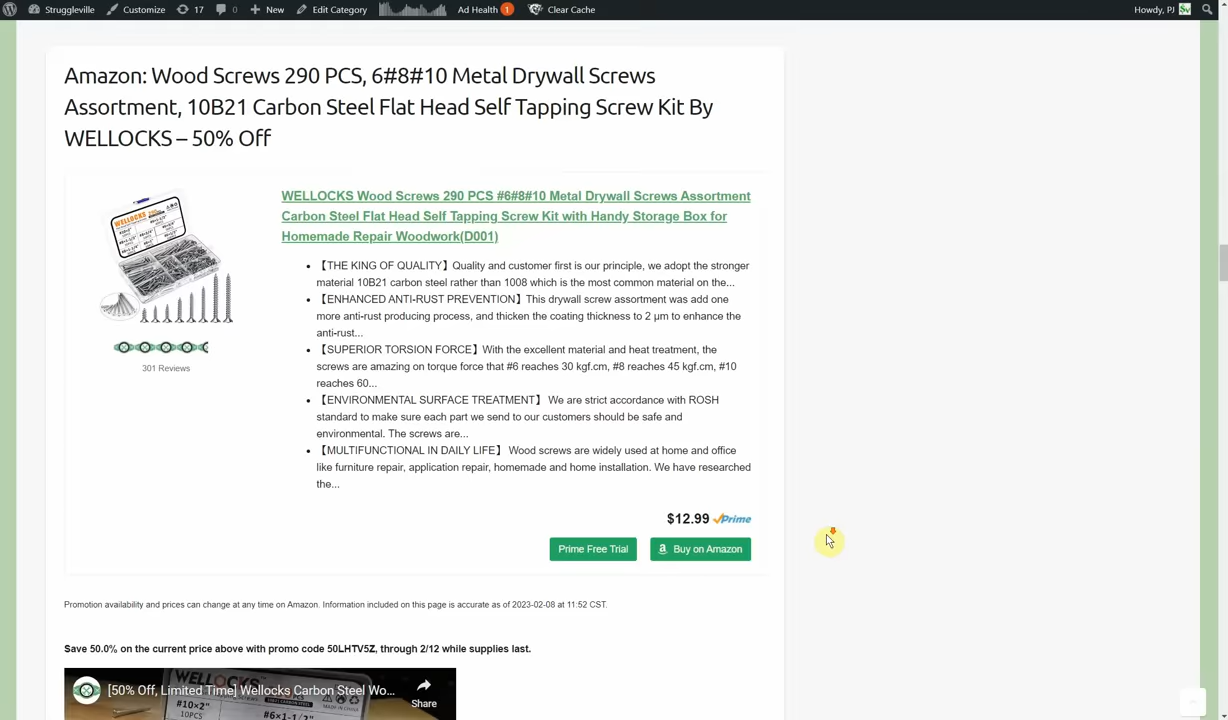 Struggleville Customize 17 0 New Edit Category Ad Health 1 Clear Cache Howdy, PJ
Amazon: Wood Screws 290 PCS, 6#8#10 Metal Drywall Screws
Assortment, 10B21 Carbon Steel Flat Head Self Tapping Screw Kit By
WELLOCKS – 50% Off
WELLOCKS
301 Reviews
WELLOCKS Wood Screws 290 PCS #6#8#10 Metal Drywall Screws Assortment
Carbon Steel Flat Head Self Tapping Screw Kit with Handy Storage Box for
Homemade Repair Woodwork(D001)
【THE KING OF QUALITY】Quality and customer first is our principle, we adopt the stronger
material 10B21 carbon steel rather than 1008 which is the most common material on the...
【ENHANCED ANTI-RUST PREVENTION】This drywall screw assortment was add one
more anti-rust producing process, and thicken the coating thickness to 2 μm to enhance the
anti-rust...
【SUPERIOR TORSION FORCE】With the excellent material and heat treatment, the
screws are amazing on torque force that #6 reaches 30 kgf.cm, #8 reaches 45 kgf.cm, #10
reaches 60...
【ENVIRONMENTAL SURFACE TREATMENT】 We are strict accordance with ROSH
standard to make sure each part we send to our customers should be safe and
environmental. The screws are...
【MULTIFUNCTIONAL IN DAILY LIFE】 Wood screws are widely used at home and office
like furniture repair, application repair, homemade and home installation. We have researched
the...
$12.99 Prime
Prime Free Trial Buy on Amazon
Promotion availability and prices can change at any time on Amazon. Information included on this page is accurate as of 2023-02-08 at 11:52 CST.
Save 50.0% on the current price above with promo code 50LHTV5Z, through 2/12 while supplies last.
WELLOCKS
[50% Off, Limited Time] Wellocks Carbon Steel Wo...
Share
#10×2"
10PCS
#6×1-1/2"
MADE IN CHINA